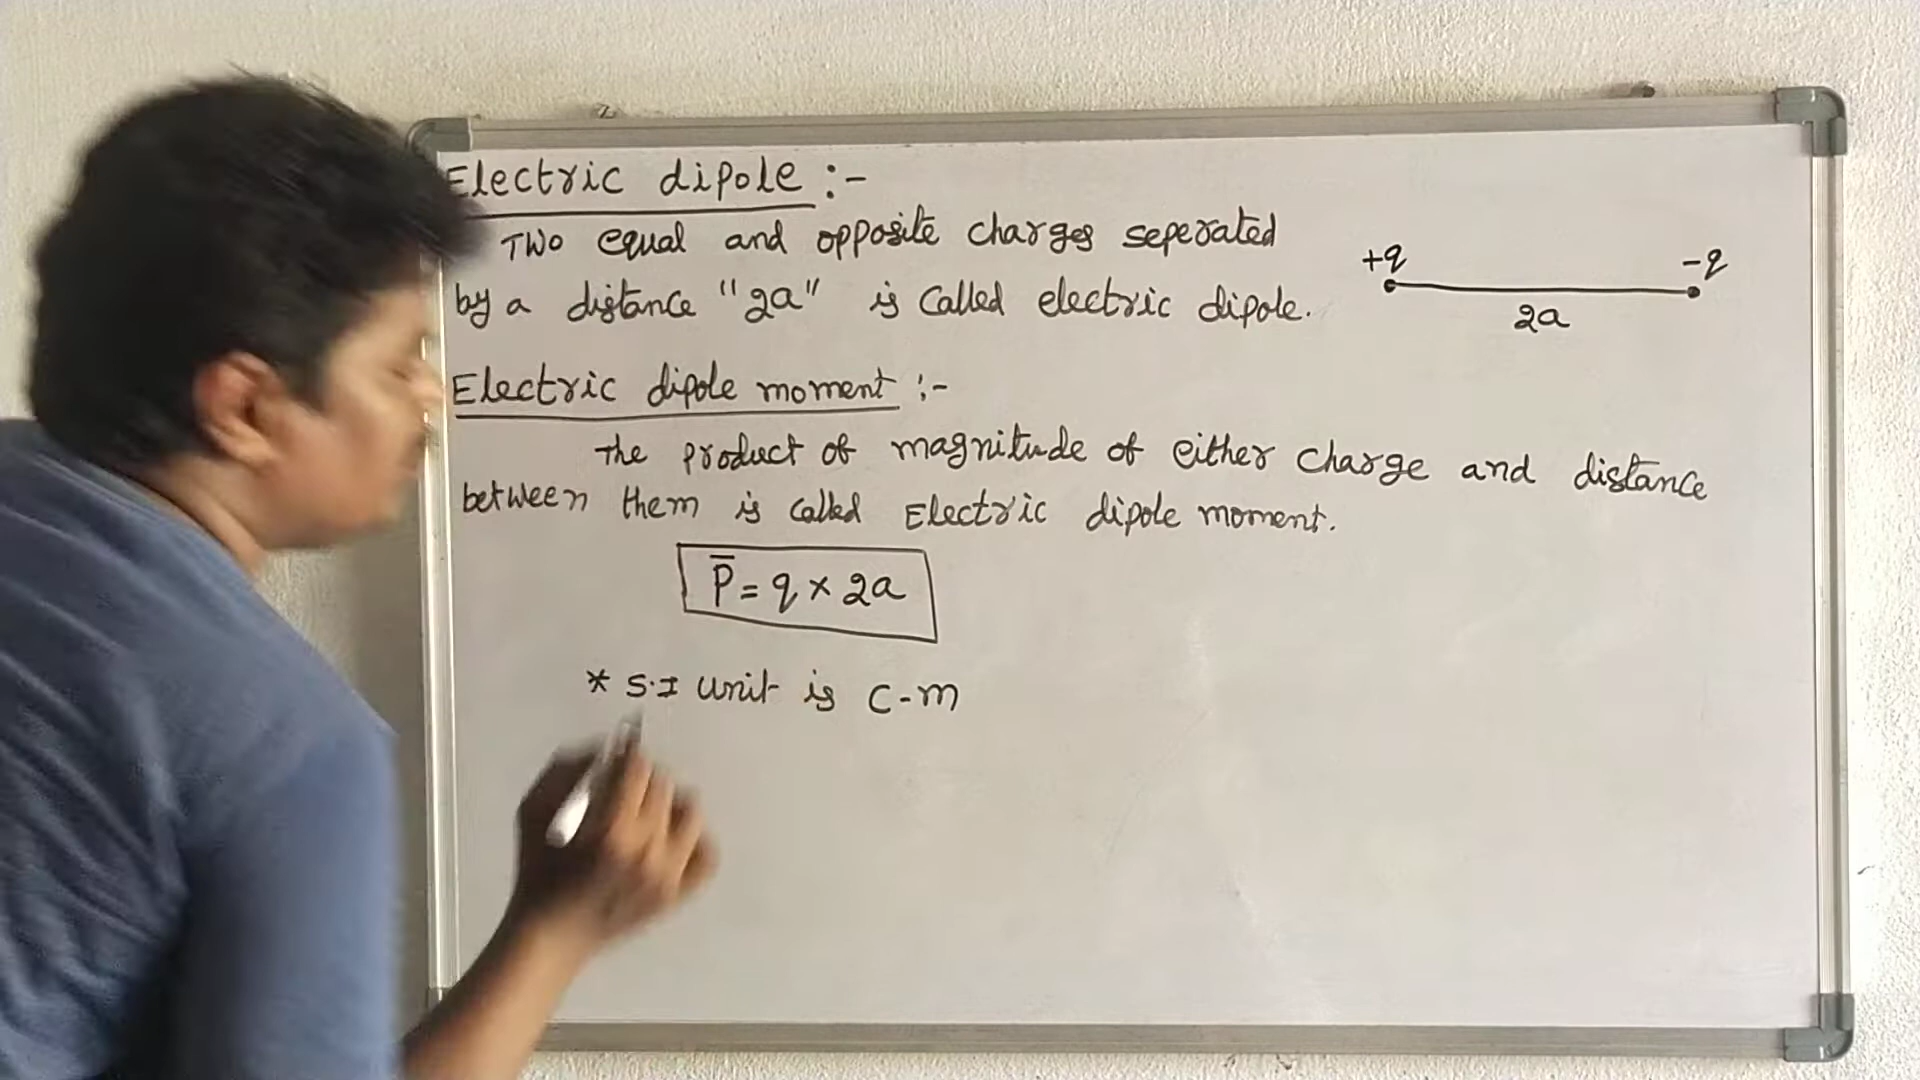 Electric dipole :-
Two equal and opposite charges seperated
by a distance "2a" is called electric dipole.
+q -q
2a
Electric dipole moment :-
The product of magnitude of either charge and distance
between them is called Electric dipole moment.
P̅ = q × 2a
* S.I unit is C-m